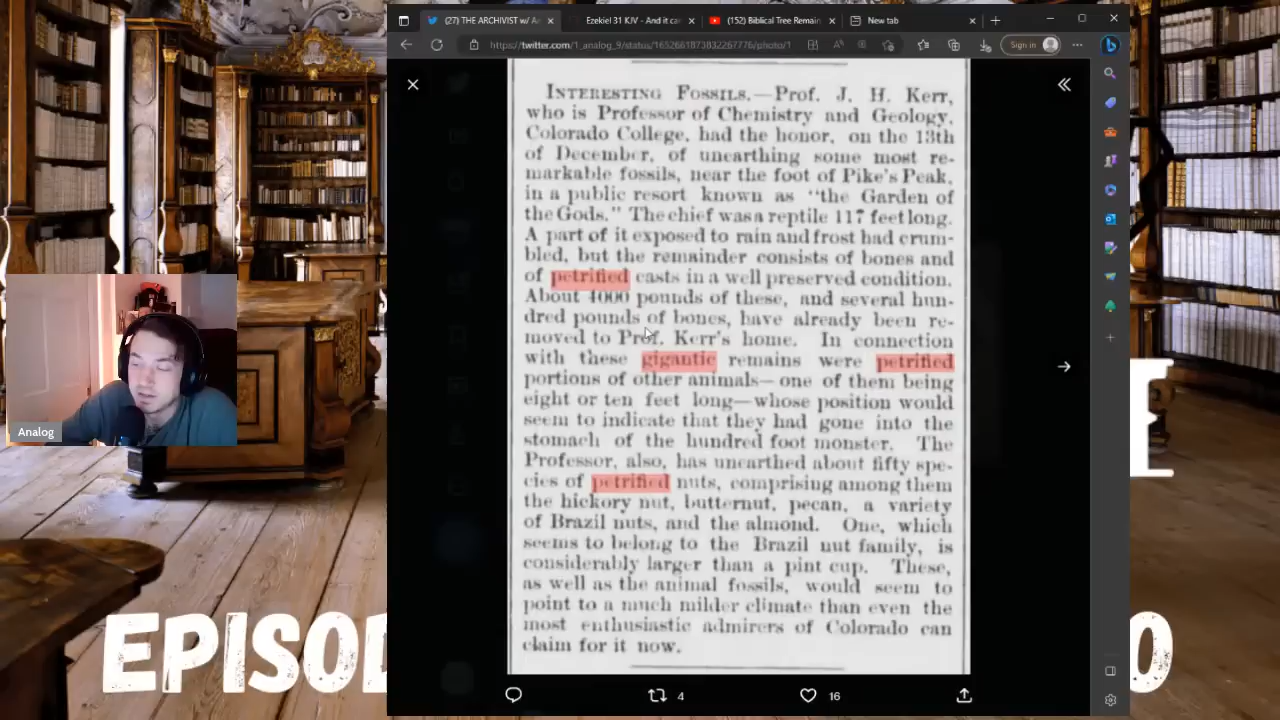 (27) THE ARCHIVIST w/ A
Ezekiel 31 KJV - And it ca
(152) Biblical Tree Remain
New tab
https://twitter.com/1_analog_9/status/1652661873832267776/photo/1
Sign in
INTERESTING FOSSILS.—Prof. J. H. Kerr,
who is Professor of Chemistry and Geology,
Colorado College, had the honor, on the 13th
of December, of unearthing some most re-
markable fossils, near the foot of Pike's Peak,
in a public resort known as "the Garden of
the Gods." The chief was a reptile 117 feet long.
A part of it exposed to rain and frost had crum-
bled, but the remainder consists of bones and
of petrified casts in a well preserved condition.
About 4000 pounds of these, and several hun-
dred pounds of bones, have already been re-
moved to Prof. Kerr's home. In connection
with these gigantic remains were petrified
portions of other animals—one of them being
eight or ten feet long—whose position would
seem to indicate that they had gone into the
stomach of the hundred foot monster. The
Professor, also, has unearthed about fifty spe-
cies of petrified nuts, comprising among them
the hickory nut, butternut, pecan, a variety
of Brazil nuts, and the almond. One, which
seems to belong to the Brazil nut family, is
considerably larger than a pint cup. These,
as well as the animal fossils, would seem to
point to a much milder climate than even the
most enthusiastic admirers of Colorado can
claim for it now.
4
16
Analog
EPISOD